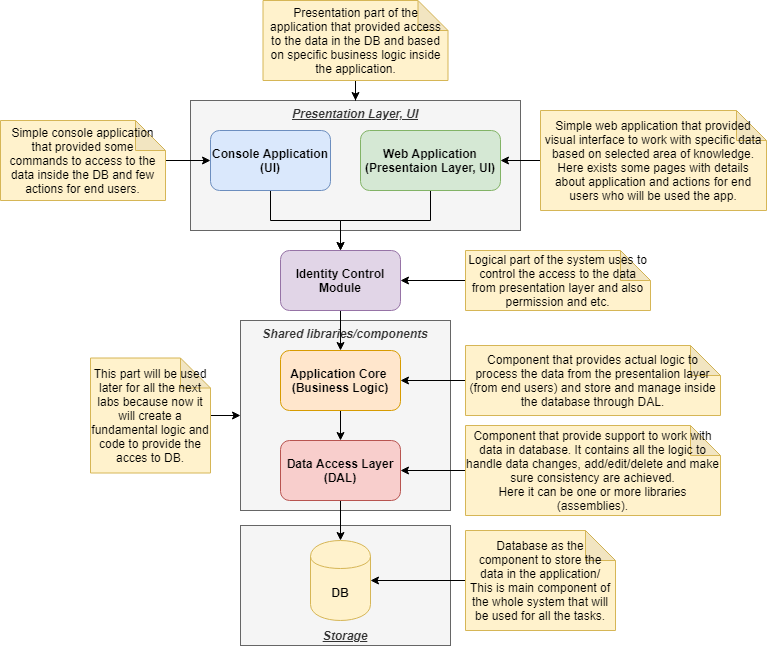 Presentation part of the
application that provided access
to the data in the DB and based
on specific business logic inside
the application.
Presentation Layer, UI
Simple console application
that provided some
commands to access to the
data inside the DB and few
actions for end users.
Console Application
(UI)
Web Application
(Presentaion Layer, UI)
Simple web application that provided
visual interface to work with specific data
based on selected area of knowledge.
Here exists some pages with details
about application and actions for end
users who will be used the app.
Identity Control
Module
Logical part of the system uses to
control the access to the data
from presentation layer and also
permission and etc.
Shared libraries/components
This part will be used
later for all the next
labs because now it
will create a
fundamental logic and
code to provide the
acces to DB.
Application Core
(Business Logic)
Component that provides actual logic to
process the data from the presentation layer
(from end users) and store and manage inside
the database through DAL.
Data Access Layer
(DAL)
Component that provide support to work with
data in database. It contains all the logic to
handle data changes, add/edit/delete and make
sure consistency are achieved.
Here it can be one or more libraries
(assemblies).
DB
Database as the
component to store the
data in the application/
This is main component of
the whole system that will
be used for all the tasks.
Storage